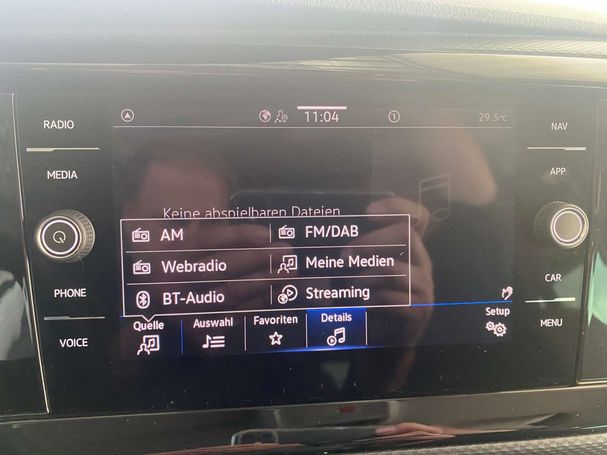 RADIO
MEDIA
PHONE
VOICE
11:04
29.5°C
Keine abspielbaren Dateien
AM
FM/DAB
Webradio
Meine Medien
BT-Audio
Streaming
Quelle
Auswahl
Favoriten
Details
Setup
NAV
APP
CAR
MENU